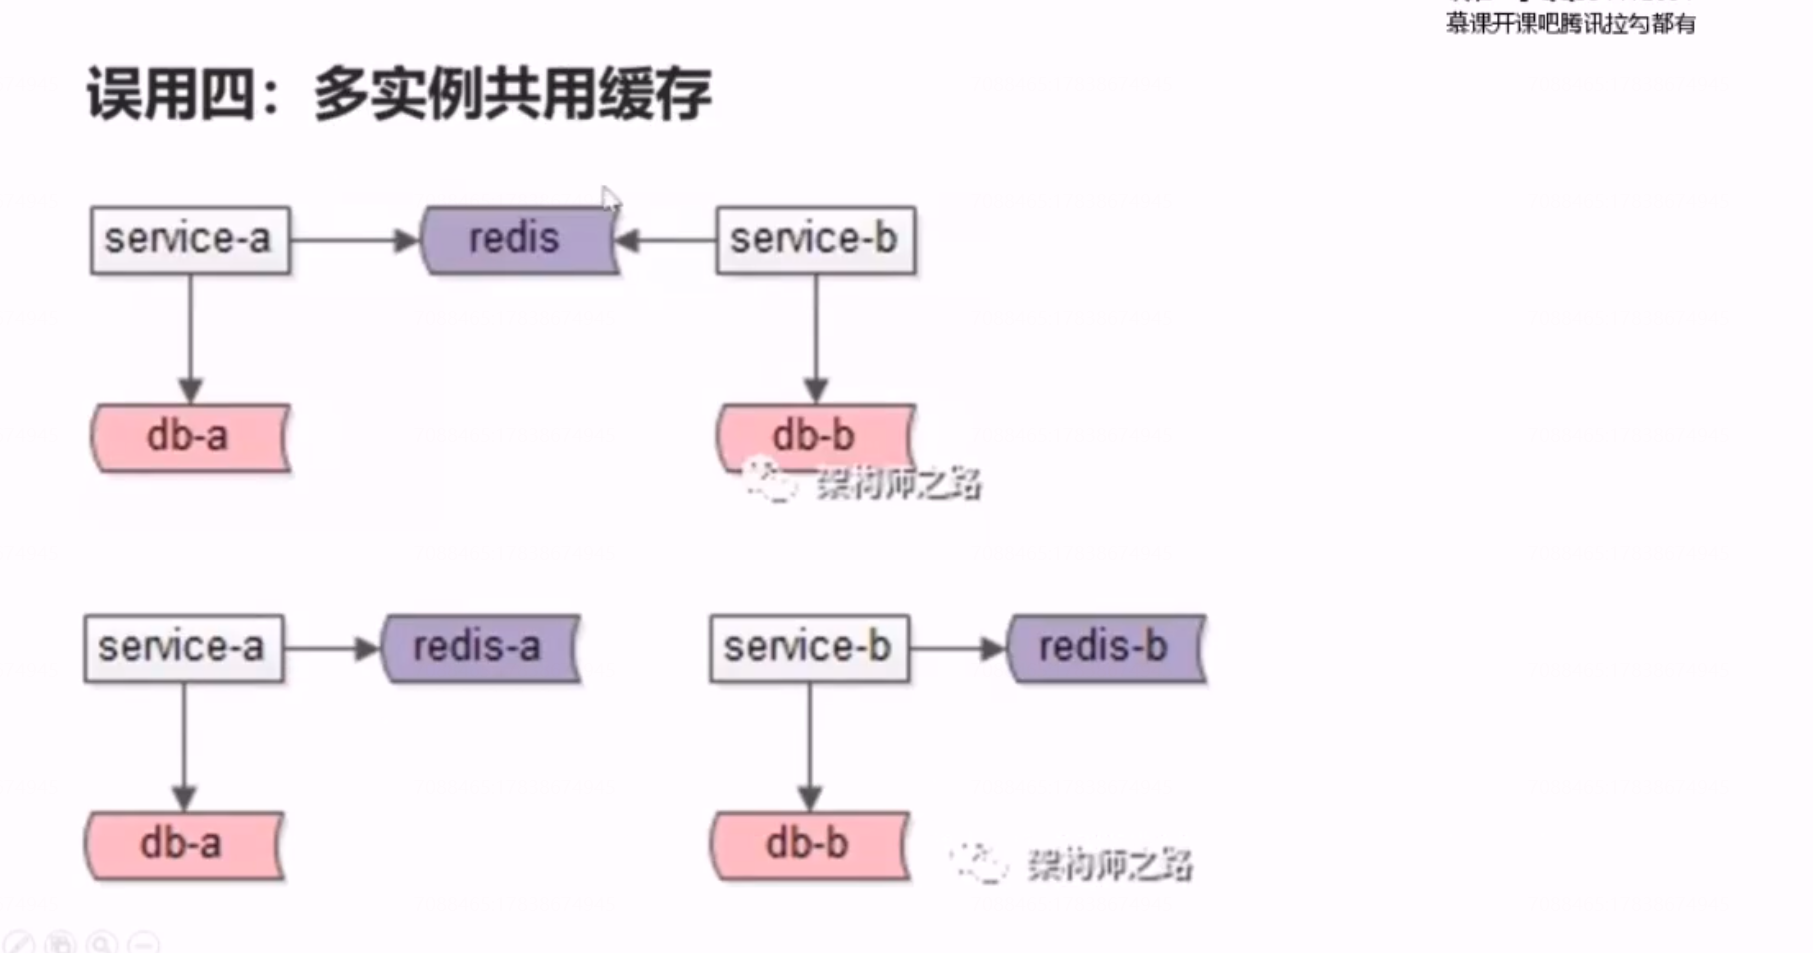 慕课开课吧腾讯拉勾都有
误用四：多实例共用缓存
service-a
redis
service-b
db-a
db-b
架构师之路
service-a
redis-a
service-b
redis-b
db-a
db-b
架构师之路